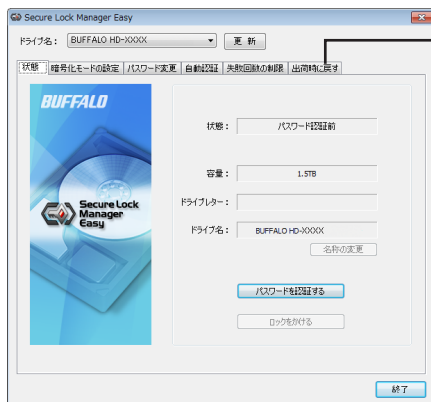 Secure Lock Manager Easy
ドライブ名： BUFFALO HD-XXXX 更 新
状態 暗号化モードの設定 パスワード変更 自動認証 失敗回数の制限 出荷時に戻す
BUFFALO
状態： パスワード認証前
容量： 1.5TB
Secure Lock
Manager
Easy
ドライブレター：
ドライブ名： BUFFALO HD-XXXX
名称の変更
パスワードを認証する
ロックをかける
終了